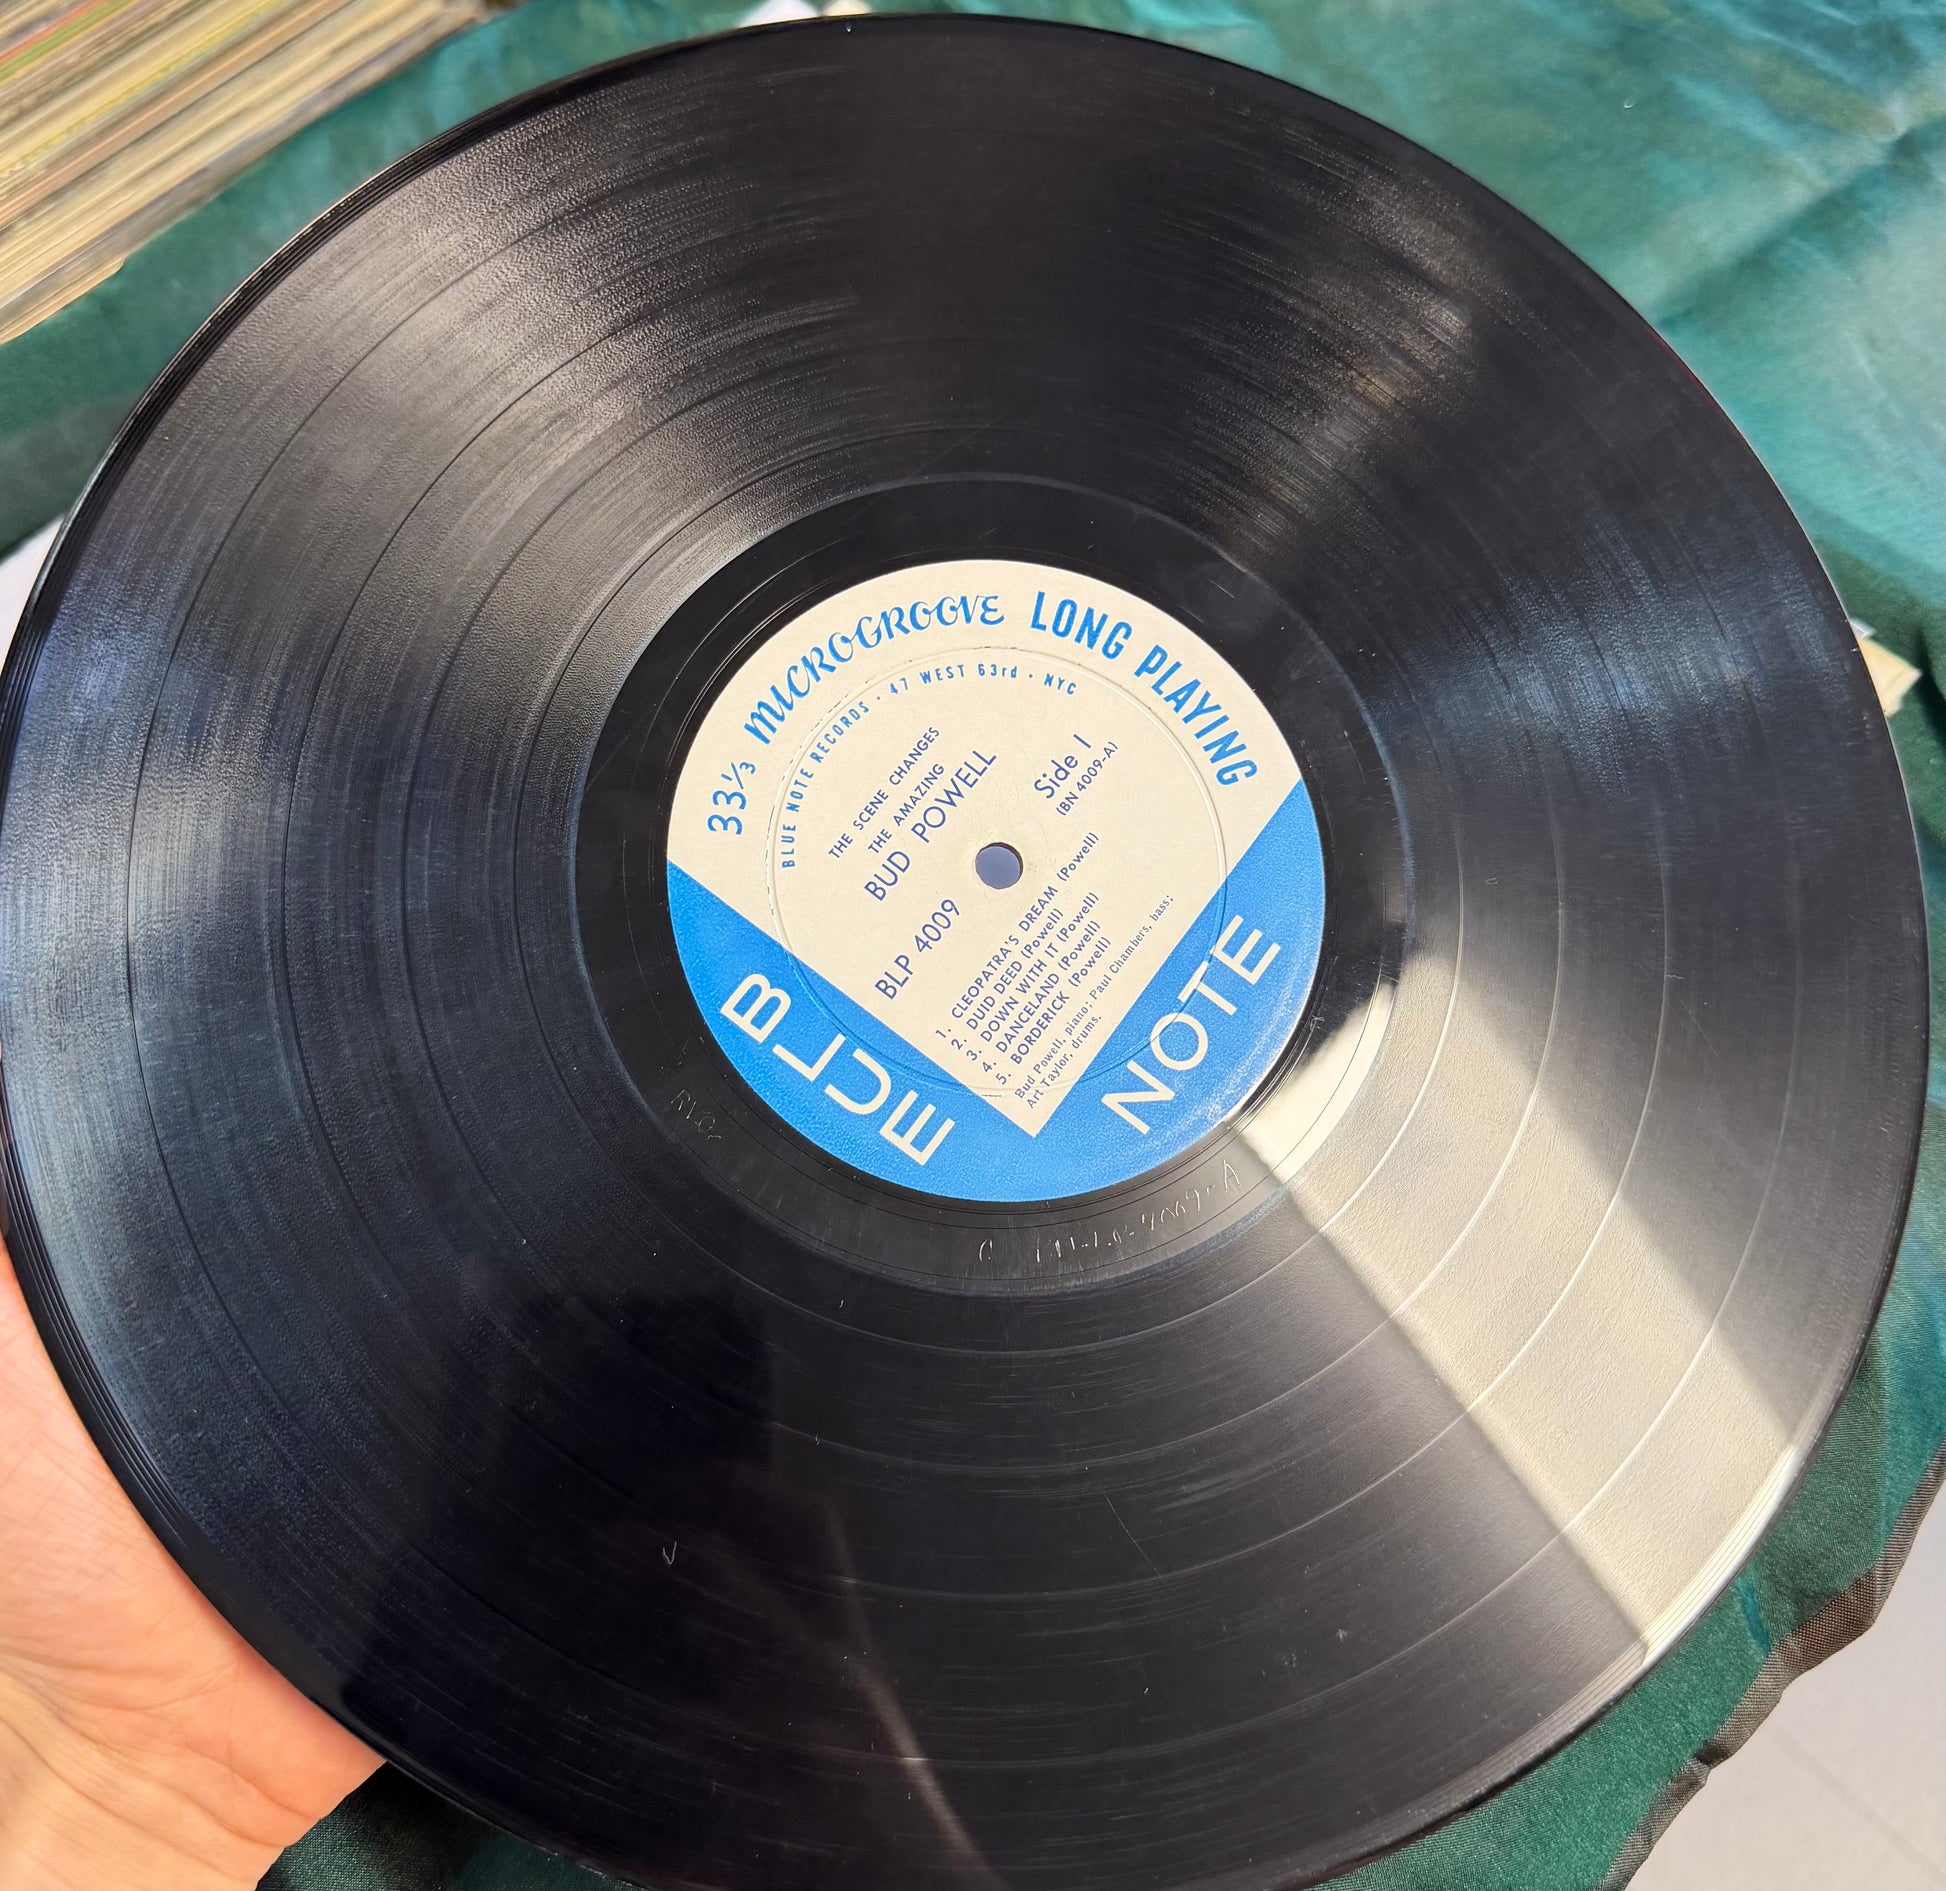 33⅓ MICROGROOVE LONG PLAYING
BLUE NOTE RECORDS · 47 WEST 63rd · NYC
THE SCENE CHANGES
THE AMAZING
BUD POWELL
BLP 4009
Side 1
(BN 4009-A)
1. CLEOPATRA'S DREAM (Powell)
2. DUID DEED (Powell)
3. DOWN WITH IT (Powell)
4. DANCELAND (Powell)
5. BORDERICK (Powell)
Bud Powell, piano; Paul Chambers, bass;
Art Taylor, drums.
BLUE NOTE